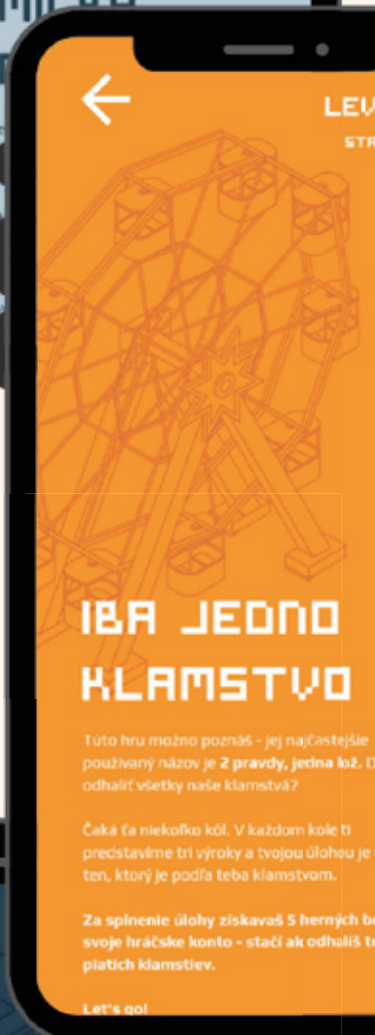 LEV
STR
IBA JEDNO
KLAMSTVO
Túto hru možno poznáš - jej najčastejšie
používaný názov je 2 pravdy, jedna lož. D
odhaliť všetky naše klamstvá?
Čaká ťa niekoľko kôl. V každom kole ti
predstavíme tri výroky a tvojou úlohou je
ten, ktorý je podľa teba klamstvom.
Za splnenie úlohy získavaš 5 herných bo
svoje hráčske konto - stačí ak odhalíš tr
piatich klamstiev.
Let's go!